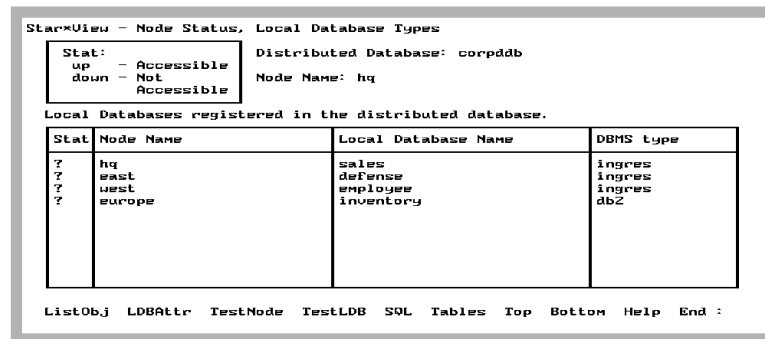 Star*View - Node Status, Local Database Types
Stat:
up - Accessible
down - Not
Accessible
Distributed Database: corpddb
Node Name: hq
Local Databases registered in the distributed database.
Stat Node Name Local Database Name DBMS type
? hq sales ingres
? east defense ingres
? west employee ingres
? europe inventory db2
ListObj LDBAttr TestNode TestLDB SQL Tables Top Bottom Help End :